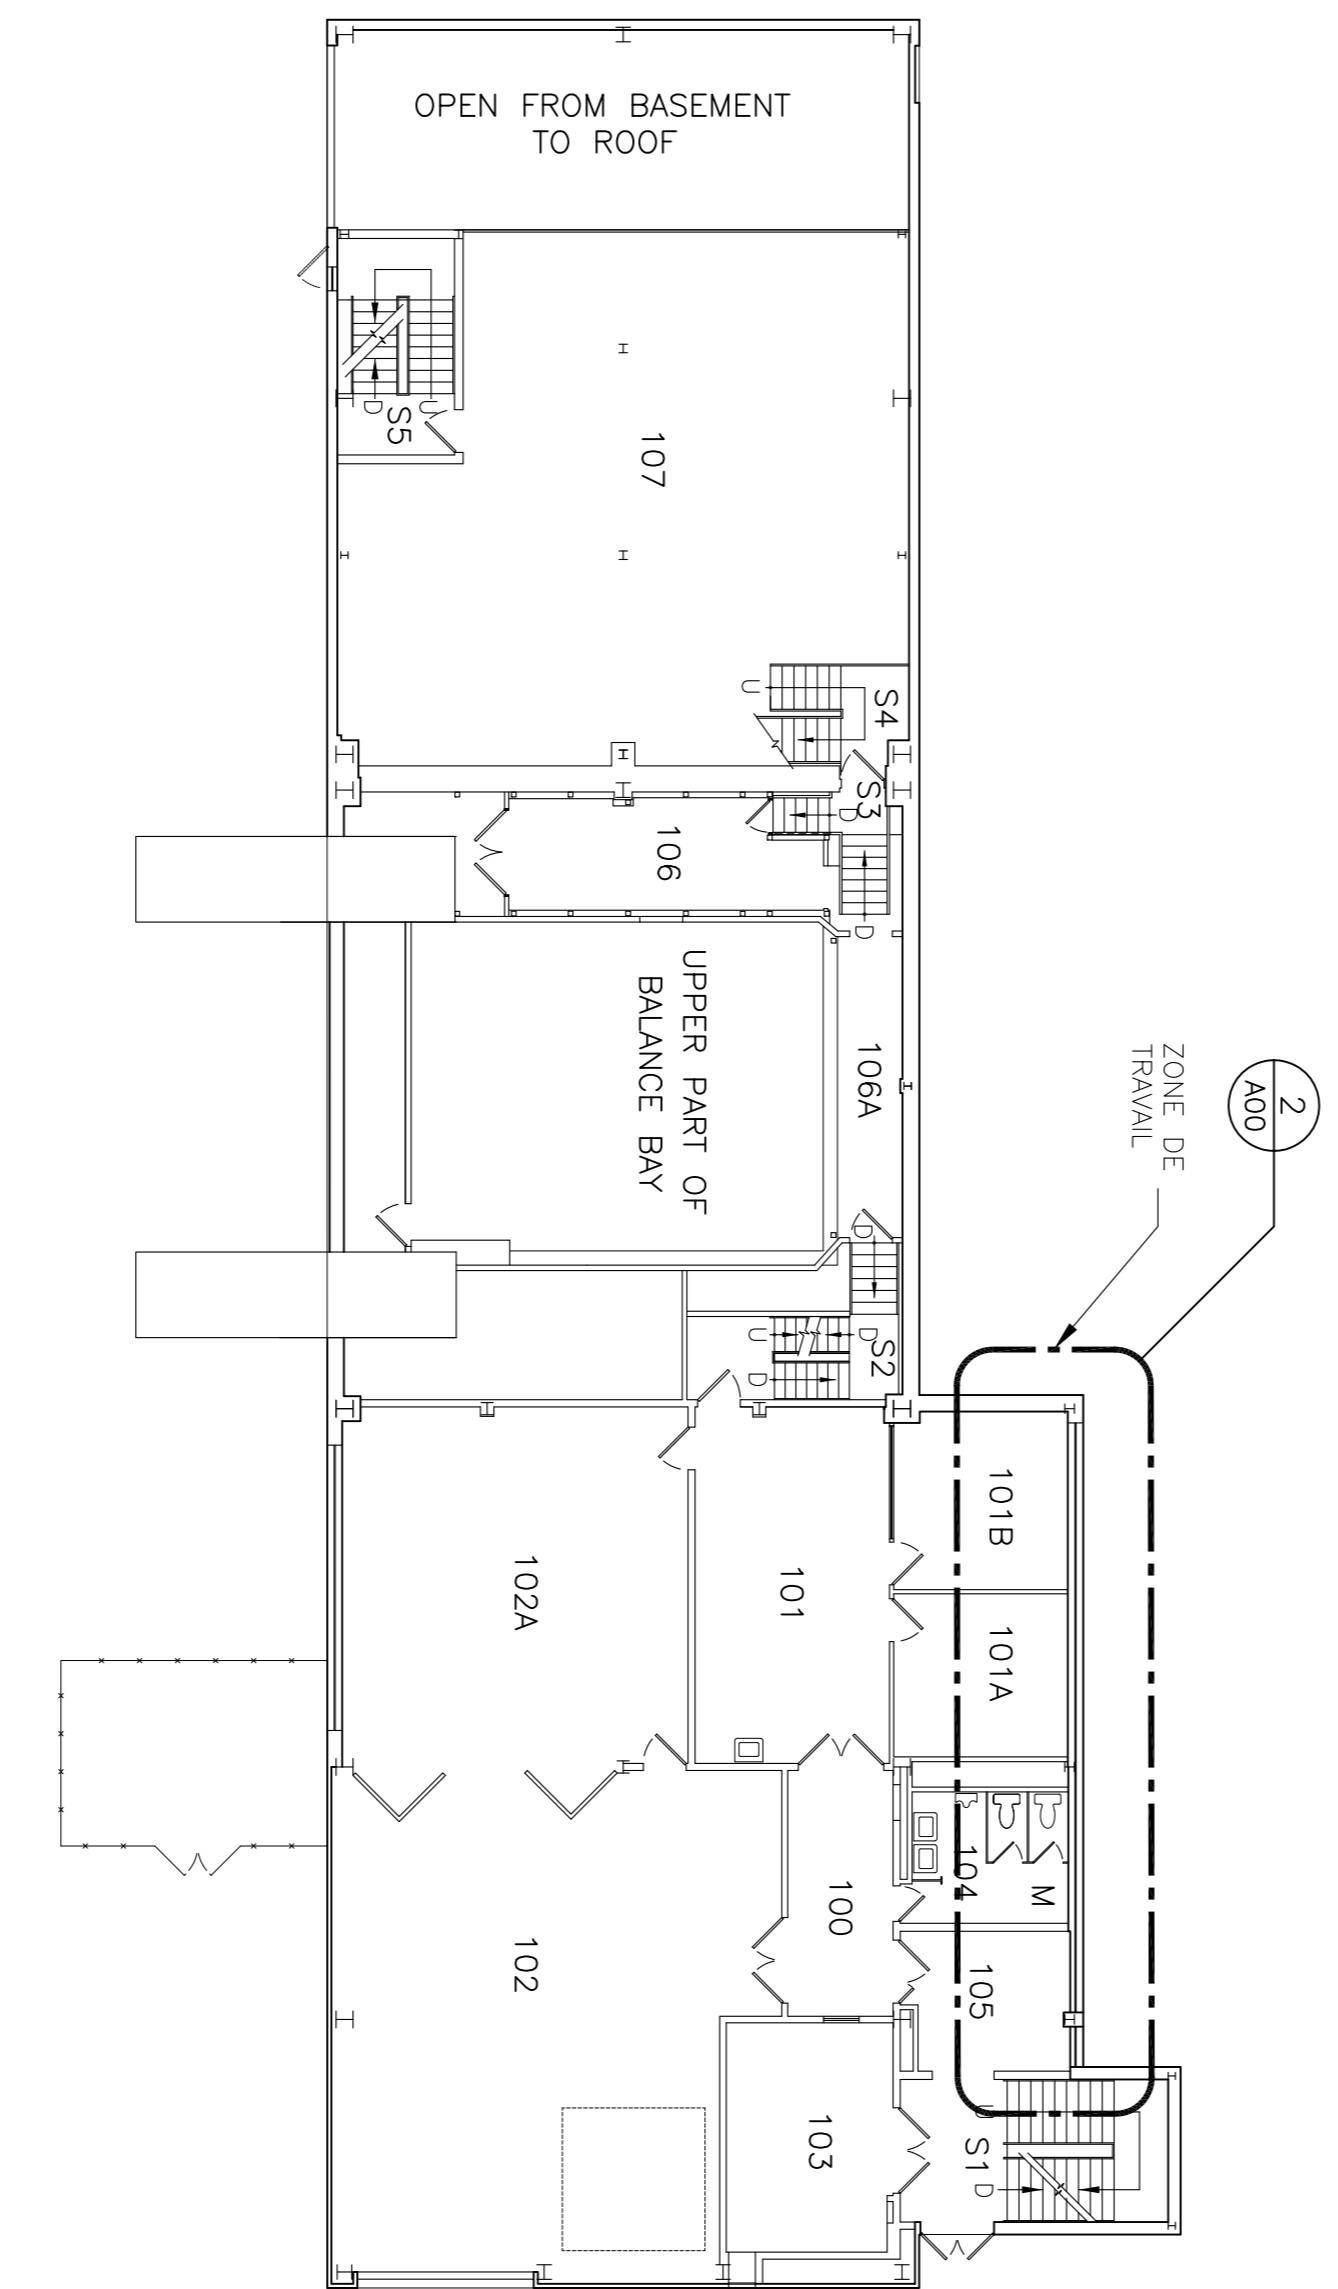 OPEN FROM BASEMENT
TO ROOF
U
D
S5
107
U
S4
S3
D
106
D
UPPER PART OF
BALANCE BAY
106A
2
A00
ZONE DE
TRAVAIL
D
U
D
S2
D
101B
102A
101
101A
104
M
100
102
105
103
U
S1
D